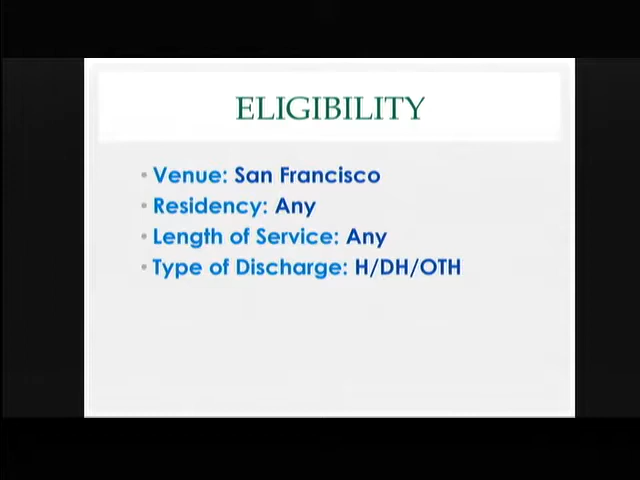 ELIGIBILITY
• Venue: San Francisco
• Residency: Any
• Length of Service: Any
• Type of Discharge: H/DH/OTH